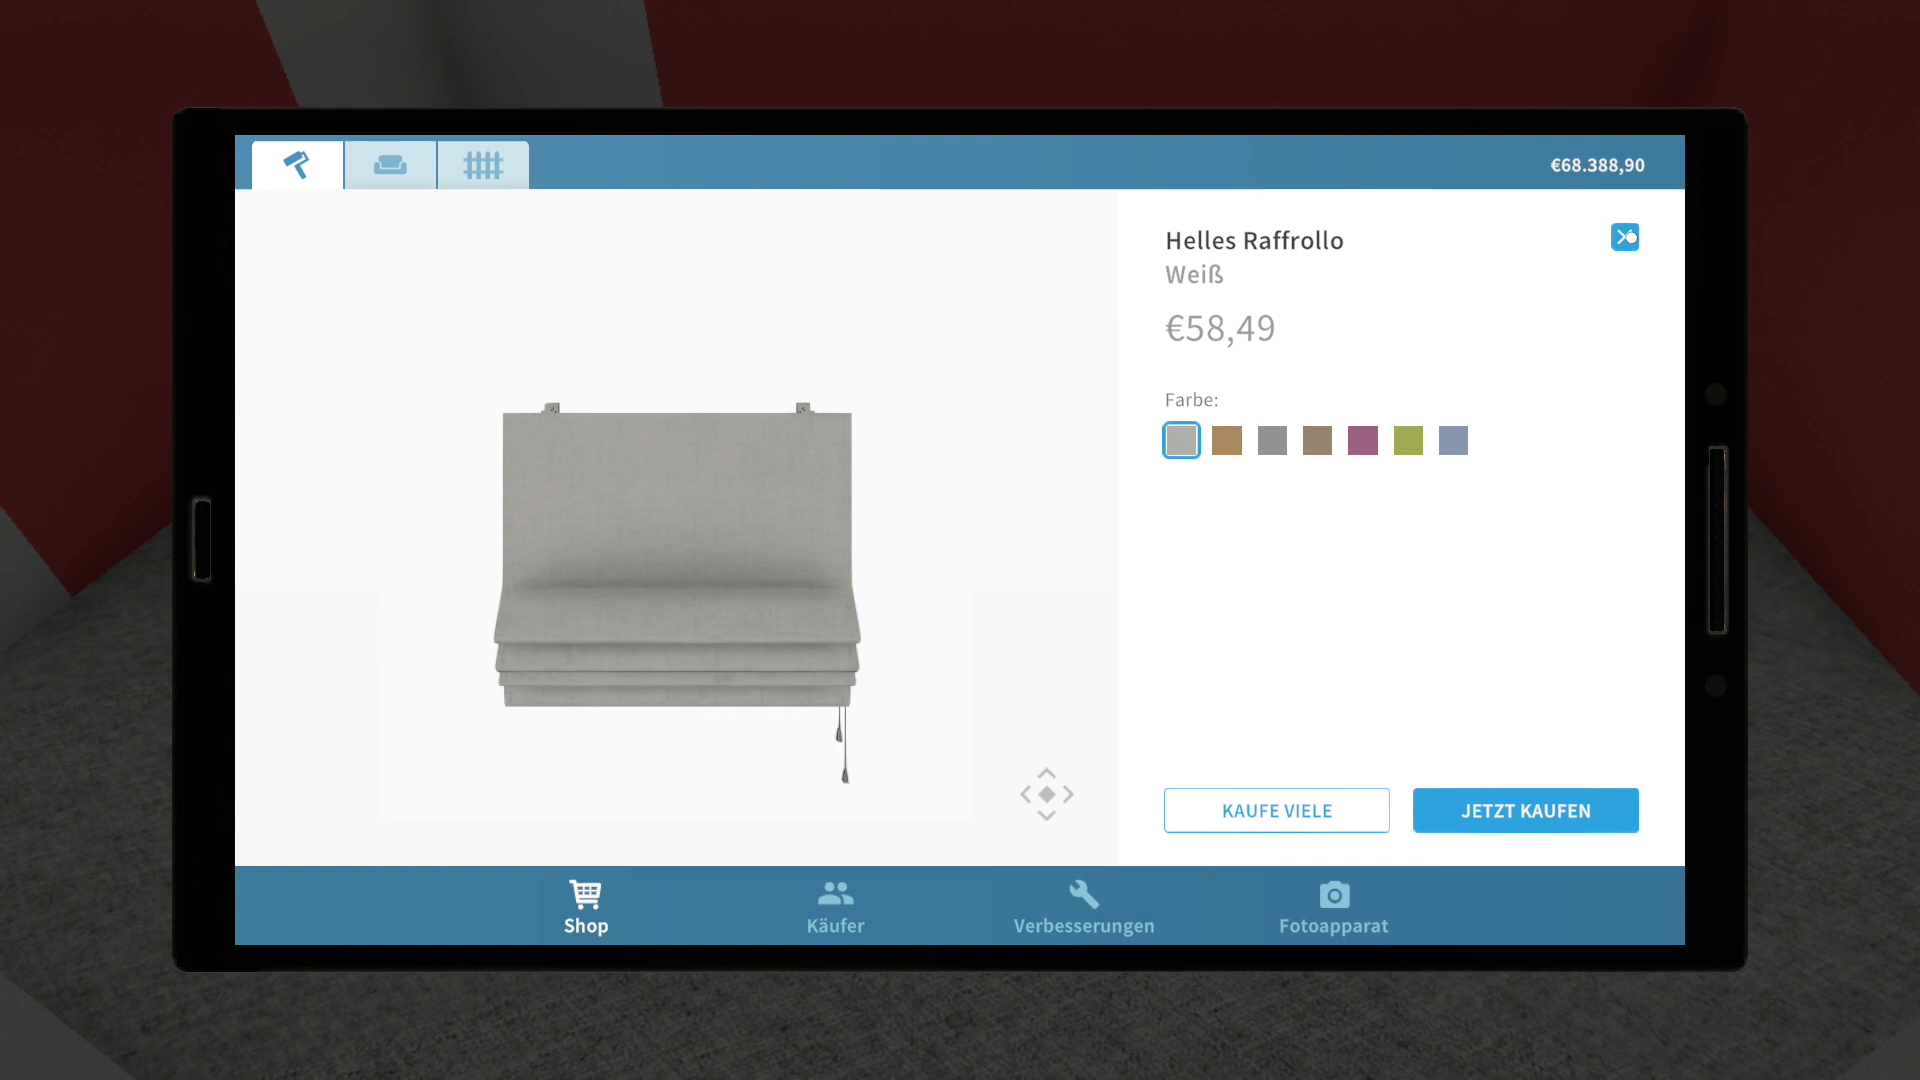 €68.388,90
Helles Raffrollo
Weiß
€58,49
Farbe:
KAUFE VIELE
JETZT KAUFEN
Shop
Käufer
Verbesserungen
Fotoapparat